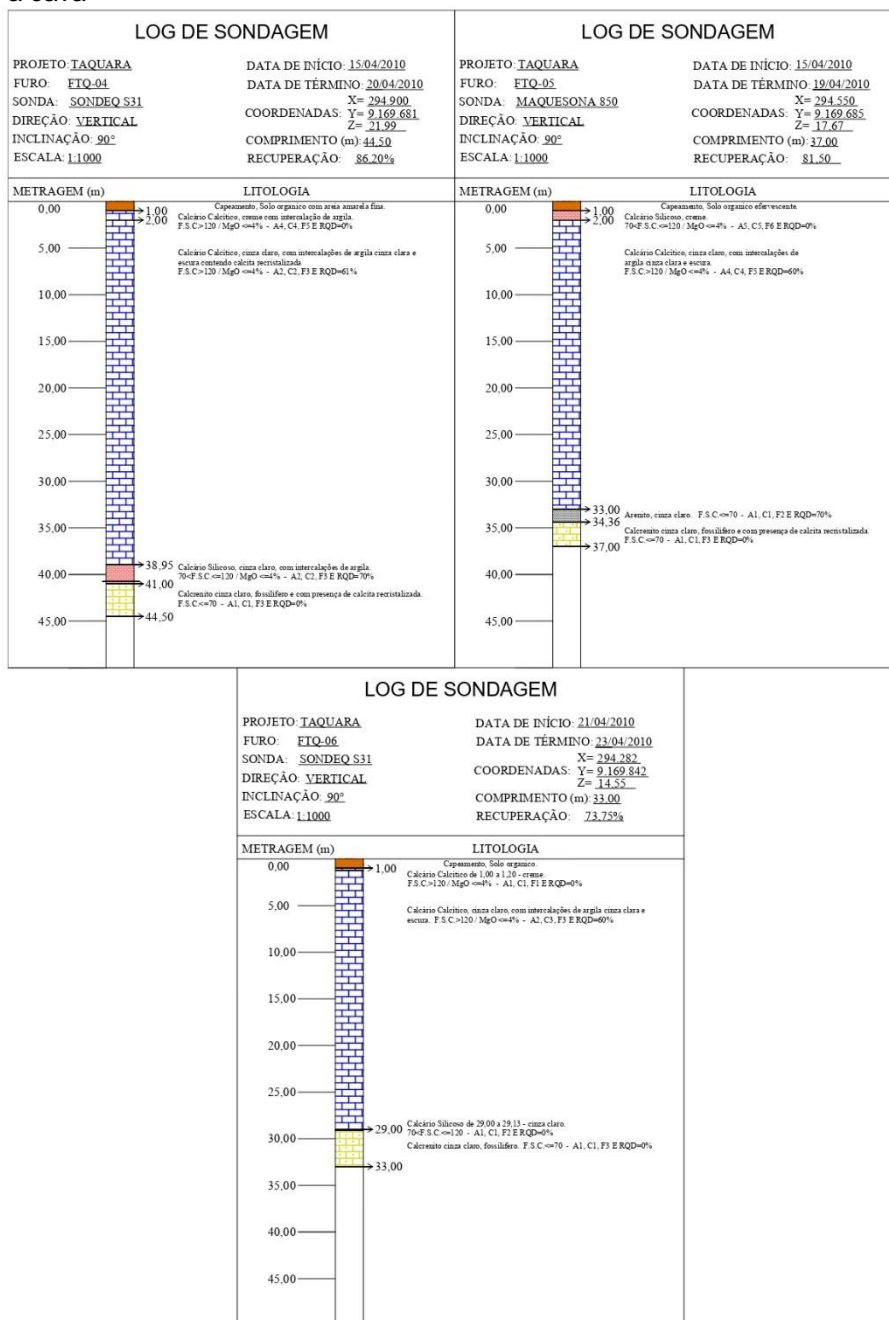 a cava
LOG DE SONDAGEM
PROJETO: TAQUARA
DATA DE INÍCIO: 15/04/2010
FURO: FTQ-04
DATA DE TÉRMINO: 20/04/2010
SONDA: SONDEQ S31
COORDENADAS: X= 294.900
Y= 9.169.681
Z= 21.99
DIREÇÃO: VERTICAL
INCLINAÇÃO: 90°
COMPRIMENTO (m): 44,50
ESCALA: 1:1000
RECUPERAÇÃO: 86,20%
METRAGEM (m)
LITOLOGIA
0,00
Capeamento, Solo organico com areia amarela fina.
1,00
Calcário Calcítico, creme com intercalação de argila.
2,00
F.S.C.>120 / MgO <=4% - A4, C4, F5 E RQD=0%
5,00
Calcário Calcítico, cinza claro, com intercalações de argila cinza clara e
escura contendo calcita recristalizada
F.S.C.>120 / MgO <=4% - A2, C2, F3 E RQD=61%
10,00
15,00
20,00
25,00
30,00
35,00
38,95
Calcário Silicoso, cinza claro, com intercalações de argila.
70<F.S.C.<=120 / MgO <=4% - A2, C2, F3 E RQD=70%
40,00
41,00
Calcrenito cinza claro, fossilífero e com presença de calcita recristalizada.
F.S.C.<=70 - A1, C1, F3 E RQD=0%
44,50
45,00
LOG DE SONDAGEM
PROJETO: TAQUARA
DATA DE INÍCIO: 15/04/2010
FURO: FTQ-05
DATA DE TÉRMINO: 19/04/2010
SONDA: MAQUESONA 850
COORDENADAS: X= 294.550
Y= 9.169.685
Z= 17.67
DIREÇÃO: VERTICAL
INCLINAÇÃO: 90°
COMPRIMENTO (m): 37,00
ESCALA: 1:1000
RECUPERAÇÃO: 81,50
METRAGEM (m)
LITOLOGIA
0,00
Capeamento, Solo organico efervescente.
1,00
Calcário Silicoso, creme.
2,00
70<F.S.C.<=120 / MgO <=4% - A5, C5, F6 E RQD=0%
5,00
Calcário Calcítico, cinza claro, com intercalações de
argila cinza clara e escura.
F.S.C.>120 / MgO <=4% - A4, C4, F5 E RQD=60%
10,00
15,00
20,00
25,00
30,00
33,00
Arenito, cinza claro. F.S.C <=70 - A1, C1, F2 E RQD=70%
34,36
35,00
Calcrenito cinza claro, fossilífero e com presença de calcita recristalizada.
F.S.C.<=70 - A1, C1, F3 E RQD=0%
37,00
40,00
45,00
LOG DE SONDAGEM
PROJETO: TAQUARA
DATA DE INÍCIO: 21/04/2010
FURO: FTQ-06
DATA DE TÉRMINO: 23/04/2010
SONDA: SONDEQ S31
COORDENADAS: X= 294.282
Y= 9.169.842
Z= 14,55
DIREÇÃO: VERTICAL
INCLINAÇÃO: 90°
COMPRIMENTO (m): 33,00
ESCALA: 1:1000
RECUPERAÇÃO: 73,75%
METRAGEM (m)
LITOLOGIA
0,00
Capeamento, Solo organico.
1,00
Calcário Calcítico de 1,00 a 1,20 - creme.
F.S.C.>120 / MgO <=4% - A1, C1, F1 E RQD=0%
5,00
Calcário Calcítico, cinza claro, com intercalações de argila cinza clara e
escura. F.S.C.>120 / MgO <=4% - A2, C3, F3 E RQD=60%
10,00
15,00
20,00
25,00
29,00
Calcário Silicoso de 29,00 a 29,13 - cinza claro.
70<F.S.C.<=120 - A1, C1, F2 E RQD=0%
30,00
Calcrenito cinza claro, fossilífero. F.S.C.<=70 - A1, C1, F3 E RQD=0%
33,00
35,00
40,00
45,00